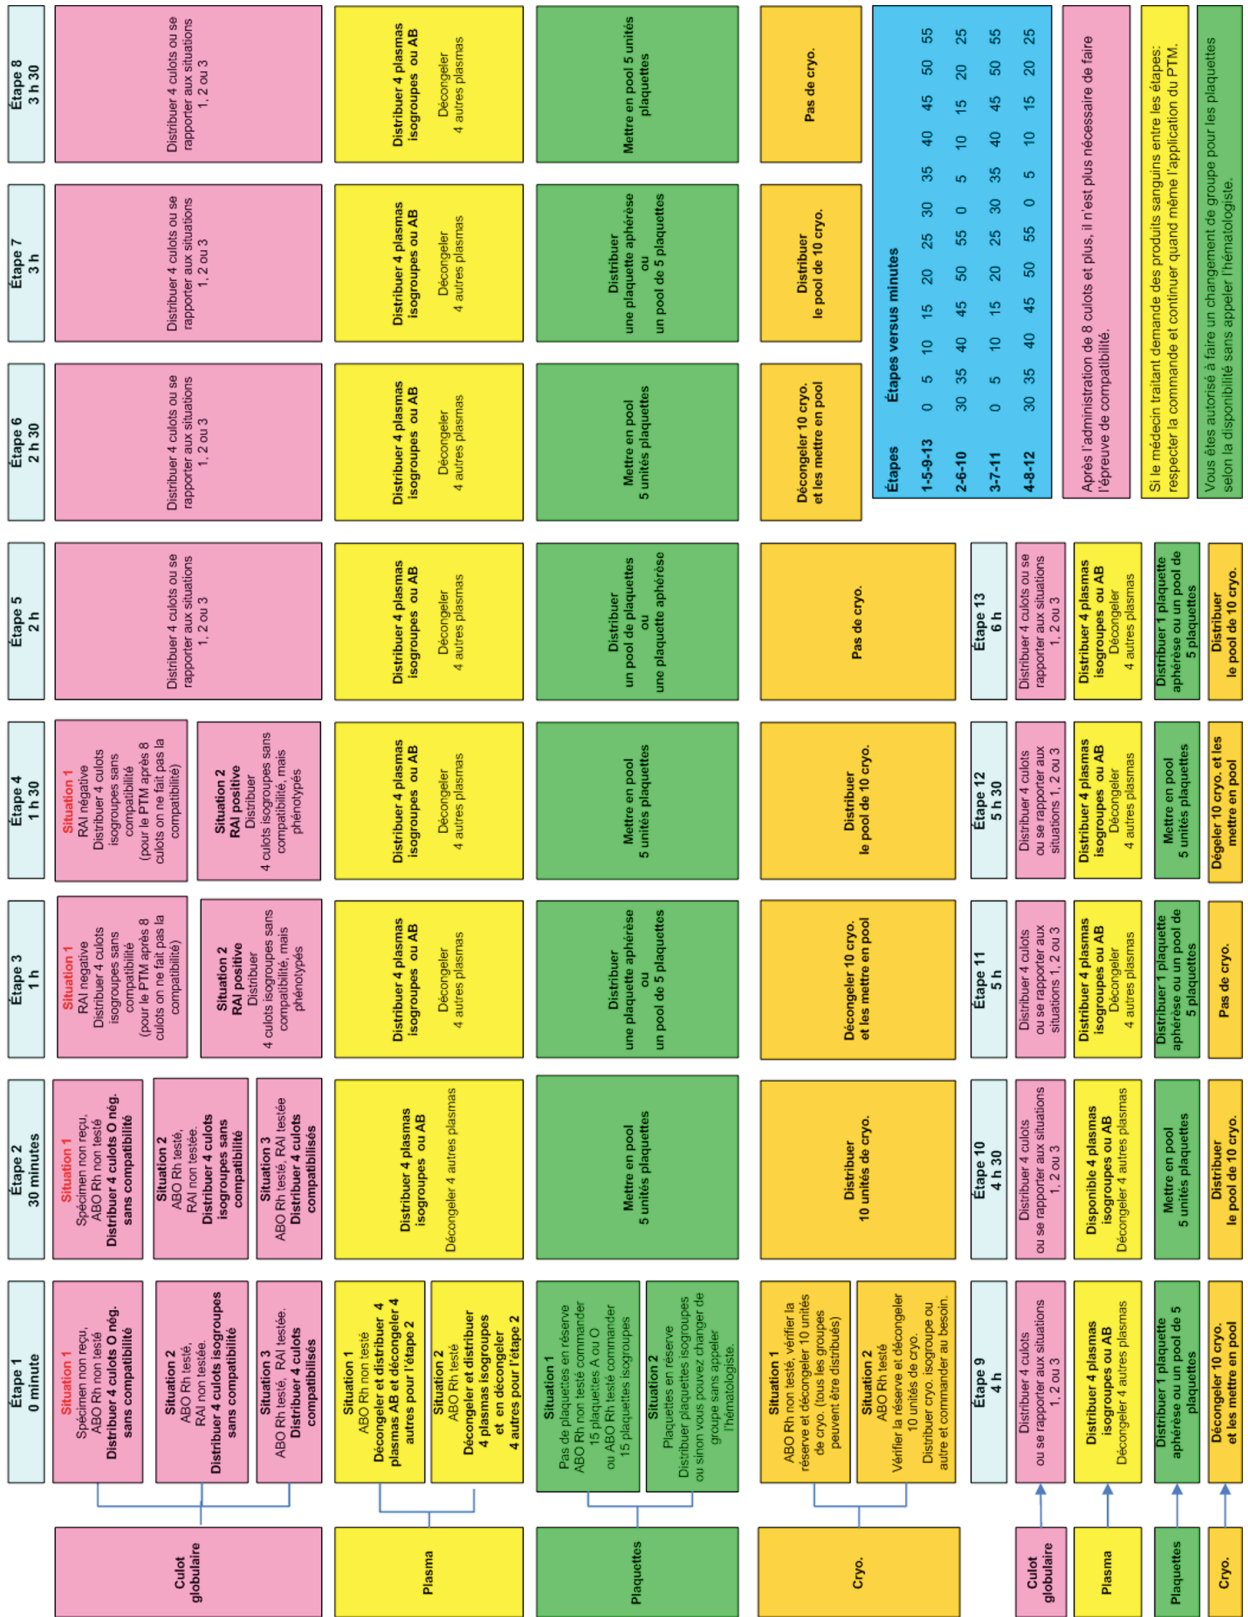 Étape 1
0 minute
Étape 2
30 minutes
Étape 3
1 h
Étape 4
1 h 30
Étape 5
2 h
Étape 6
2 h 30
Étape 7
3 h
Étape 8
3 h 30
Culot
globulaire
Situation 1
Spécimen non reçu,
ABO Rh non testé
Distribuer 4 culots O nég.
sans compatibilité
Situation 2
ABO Rh testé,
RAI non testée.
Distribuer 4 culots isogroupes
sans compatibilité
Situation 3
ABO Rh testé, RAI testée.
Distribuer 4 culots
compatibilisés
Situation 1
Spécimen non reçu,
ABO Rh non testé
Distribuer 4 culots O nég.
sans compatibilité
Situation 2
ABO Rh testé,
RAI non testée.
Distribuer 4 culots
isogroupes sans
compatibilité
Situation 3
ABO Rh testé, RAI testée
Distribuer 4 culots
compatibilisés
Situation 1
RAI négative
Distribuer 4 culots
isogroupes sans
compatibilité
(pour le PTM après 8
culots on ne fait pas la
compatibilité)
Situation 2
RAI positive
Distribuer
4 culots isogroupes sans
compatibilité, mais
phénotypés
Situation 1
RAI négative
Distribuer 4 culots
isogroupes sans
compatibilité
(pour le PTM après 8
culots on ne fait pas la
compatibilité)
Situation 2
RAI positive
Distribuer
4 culots isogroupes sans
compatibilité, mais
phénotypés
Distribuer 4 culots ou se
rapporter aux situations
1, 2 ou 3
Distribuer 4 culots ou se
rapporter aux situations
1, 2 ou 3
Distribuer 4 culots ou se
rapporter aux situations
1, 2 ou 3
Distribuer 4 culots ou se
rapporter aux situations
1, 2 ou 3
Plasma
Situation 1
ABO Rh non testé
Décongeler et distribuer 4
plasmas AB et décongeler 4
autres pour l'étape 2
Situation 2
ABO Rh testé
Décongeler et distribuer
4 plasmas isogroupes
et en décongeler
4 autres pour l'étape 2
Distribuer 4 plasmas
isogroupes ou AB
Décongeler 4 autres plasmas
Distribuer 4 plasmas
isogroupes ou AB
Décongeler
4 autres plasmas
Distribuer 4 plasmas
isogroupes ou AB
Décongeler
4 autres plasmas
Distribuer 4 plasmas
isogroupes ou AB
Décongeler
4 autres plasmas
Distribuer 4 plasmas
isogroupes ou AB
Décongeler
4 autres plasmas
Distribuer 4 plasmas
isogroupes ou AB
Décongeler
4 autres plasmas
Distribuer 4 plasmas
isogroupes ou AB
Décongeler
4 autres plasmas
Plaquettes
Situation 1
Pas de plaquettes en réserve
ABO Rh non testé commander
15 plaquettes A ou O
ou ABO Rh testé commander
15 plaquettes isogroupes
Situation 2
Plaquettes en réserve
Distribuer plaquettes isogroupes
ou sinon vous pouvez changer de
groupe sans appeler
l'hématologiste.
Mettre en pool
5 unités plaquettes
Distribuer
une plaquette aphérèse
ou
un pool de 5 plaquettes
Mettre en pool
5 unités plaquettes
Distribuer
un pool de plaquettes
ou
une plaquette aphérèse
Mettre en pool
5 unités plaquettes
Distribuer
une plaquette aphérèse
ou
un pool de 5 plaquettes
Mettre en pool 5 unités
plaquettes
Cryo.
Situation 1
ABO Rh non testé, vérifier la
réserve et décongeler 10 unités
de cryo. (tous les groupes
peuvent être distribués)
Situation 2
ABO Rh testé
Vérifier la réserve et décongeler
10 unités de cryo.
Distribuer cryo. isogroupe ou
autre et commander au besoin.
Distribuer
10 unités de cryo.
Décongeler 10 cryo.
et les mettre en pool
Distribuer
le pool de 10 cryo.
Pas de cryo.
Décongeler 10 cryo.
et les mettre en pool
Distribuer
le pool de 10 cryo.
Pas de cryo.
Étape 9
4 h
Étape 10
4 h 30
Étape 11
5 h
Étape 12
5 h 30
Étape 13
6 h
Culot
globulaire
Distribuer 4 culots
ou se rapporter aux situations
1, 2 ou 3
Distribuer 4 culots
ou se rapporter aux situations
1, 2 ou 3
Distribuer 4 culots
ou se rapporter aux
situations 1, 2 ou 3
Distribuer 4 culots
ou se rapporter aux
situations 1, 2 ou 3
Distribuer 4 culots ou se
rapporter aux situations
1, 2 ou 3
Plasma
Distribuer 4 plasmas
isogroupes ou AB
Décongeler 4 autres plasmas
Disponible 4 plasmas
isogroupes ou AB
Décongeler 4 autres plasmas
Distribuer 4 plasmas
isogroupes ou AB
Décongeler
4 autres plasmas
Distribuer 4 plasmas
isogroupes ou AB
Décongeler
4 autres plasmas
Distribuer 4 plasmas
isogroupes ou AB
Décongeler
4 autres plasmas
Plaquettes
Distribuer 1 plaquette
aphérèse ou un pool de 5
plaquettes
Mettre en pool
5 unités plaquettes
Distribuer 1 plaquette
aphérèse ou un pool de
5 plaquettes
Mettre en pool
5 unités plaquettes
Distribuer 1 plaquette
aphérèse ou un pool de
5 plaquettes
Cryo.
Décongeler 10 cryo.
et les mettre en pool
Distribuer
le pool de 10 cryo.
Pas de cryo.
Dégeler 10 cryo. et les
mettre en pool
Distribuer
le pool de 10 cryo.
Étapes Étapes versus minutes
1-5-9-13 0 5 10 15 20 25 30 35 40 45 50 55
2-6-10 30 35 40 45 50 55 0 5 10 15 20 25
3-7-11 0 5 10 15 20 25 30 35 40 45 50 55
4-8-12 30 35 40 45 50 55 0 5 10 15 20 25
Après l'administration de 8 culots et plus, il n'est plus nécessaire de faire
l'épreuve de compatibilité.
Si le médecin traitant demande des produits sanguins entre les étapes:
respecter la commande et continuer quand même l'application du PTM.
Vous êtes autorisé à faire un changement de groupe pour les plaquettes
selon la disponibilité sans appeler l'hématologiste.